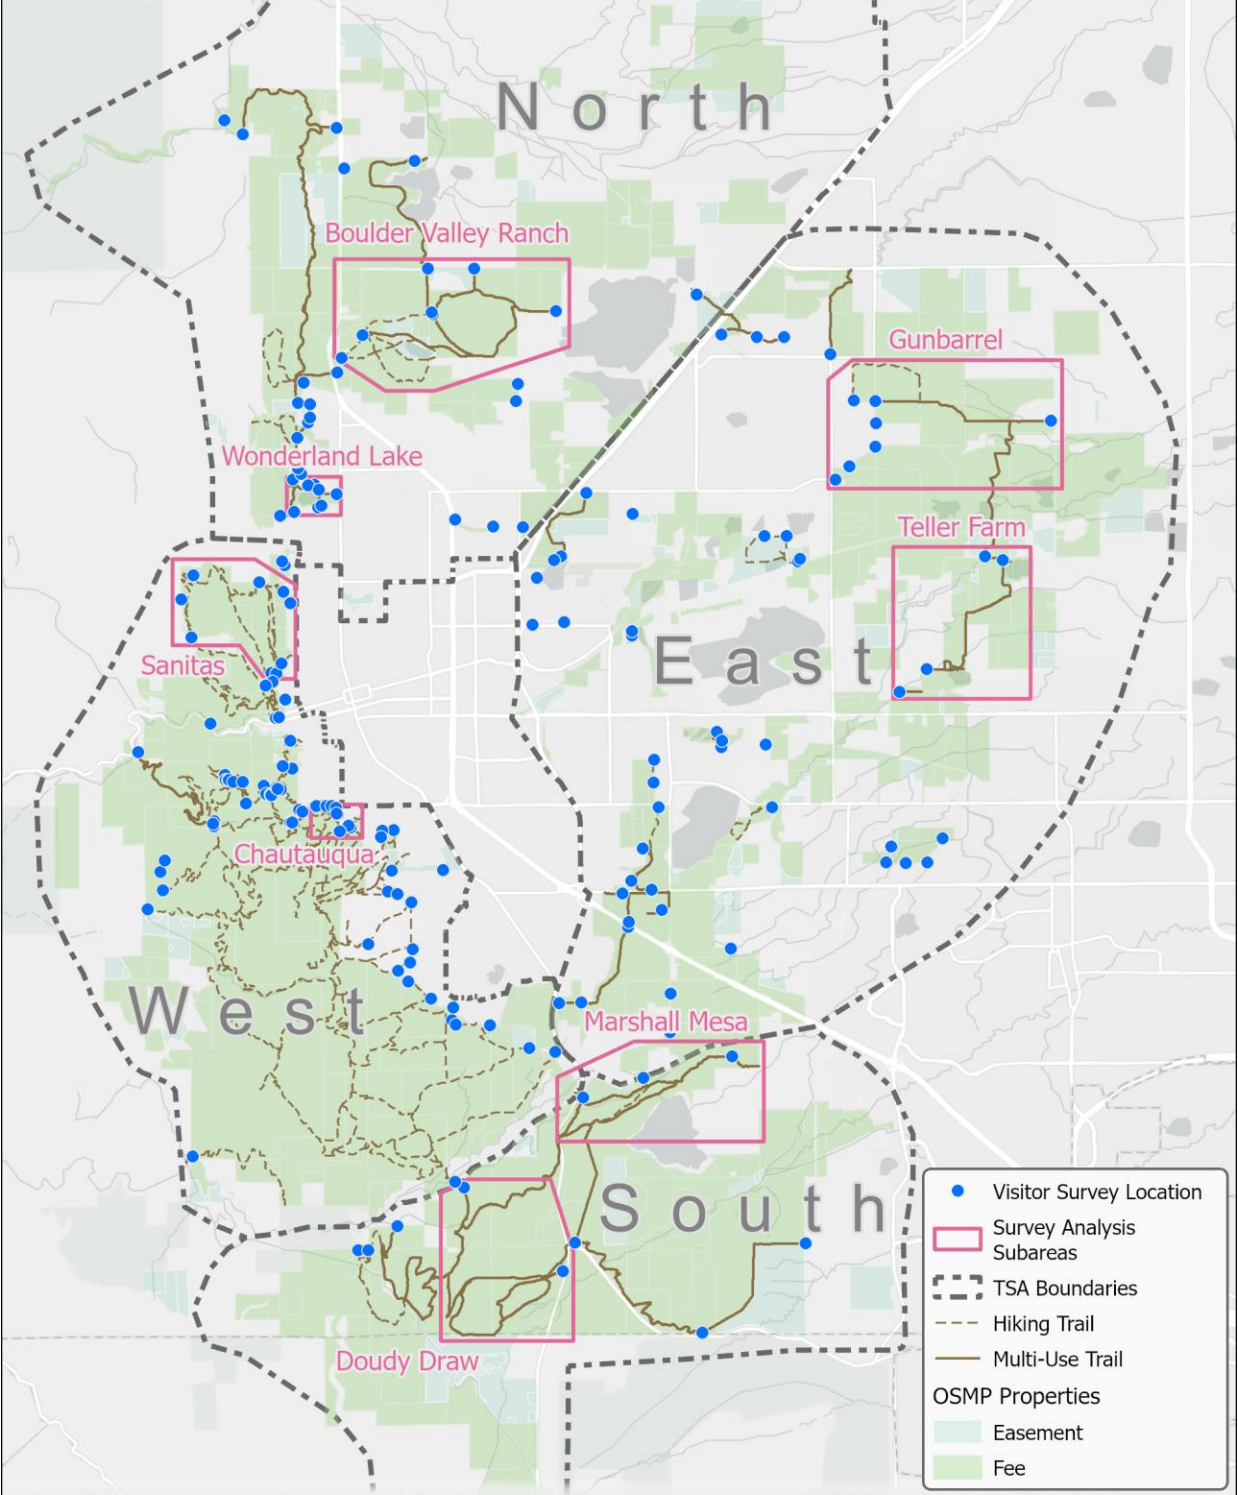 North
Boulder Valley Ranch
Gunbarrel
Wonderland Lake
Teller Farm
Sanitas
East
Chautauqua
West
Marshall Mesa
South
Doudy Draw
Visitor Survey Location
Survey Analysis
Subareas
TSA Boundaries
Hiking Trail
Multi-Use Trail
OSMP Properties
Easement
Fee